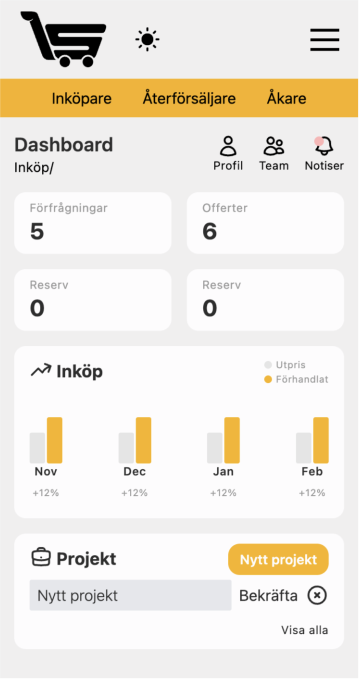 Inköpare Återförsäljare Åkare
Dashboard
Inköp/
Profil Team Notiser
Förfrågningar
5
Offerter
6
Reserv
0
Reserv
0
Inköp
Utpris
Förhandlat
Nov Dec Jan Feb
+12% +12% +12% +12%
Projekt
Nytt projekt
Nytt projekt Bekräfta
Visa alla